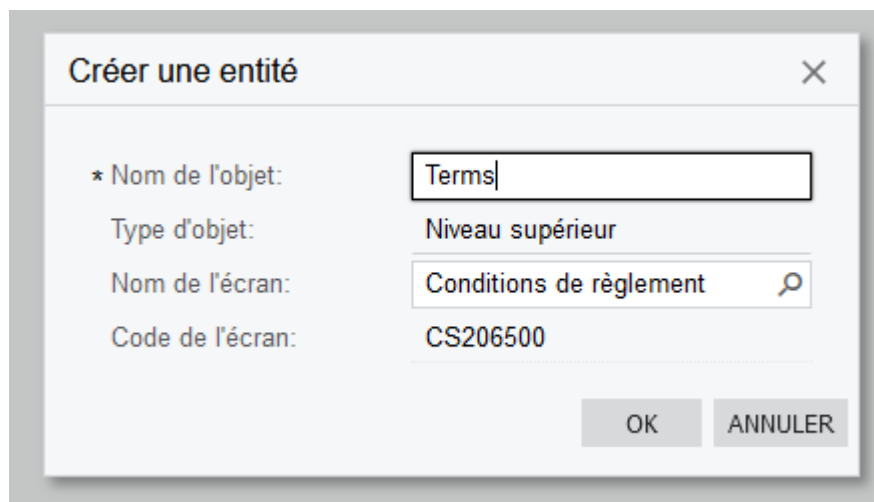 Créer une entité
* Nom de l'objet: Terms
Type d'objet: Niveau supérieur
Nom de l'écran: Conditions de règlement
Code de l'écran: CS206500
OK ANNULER